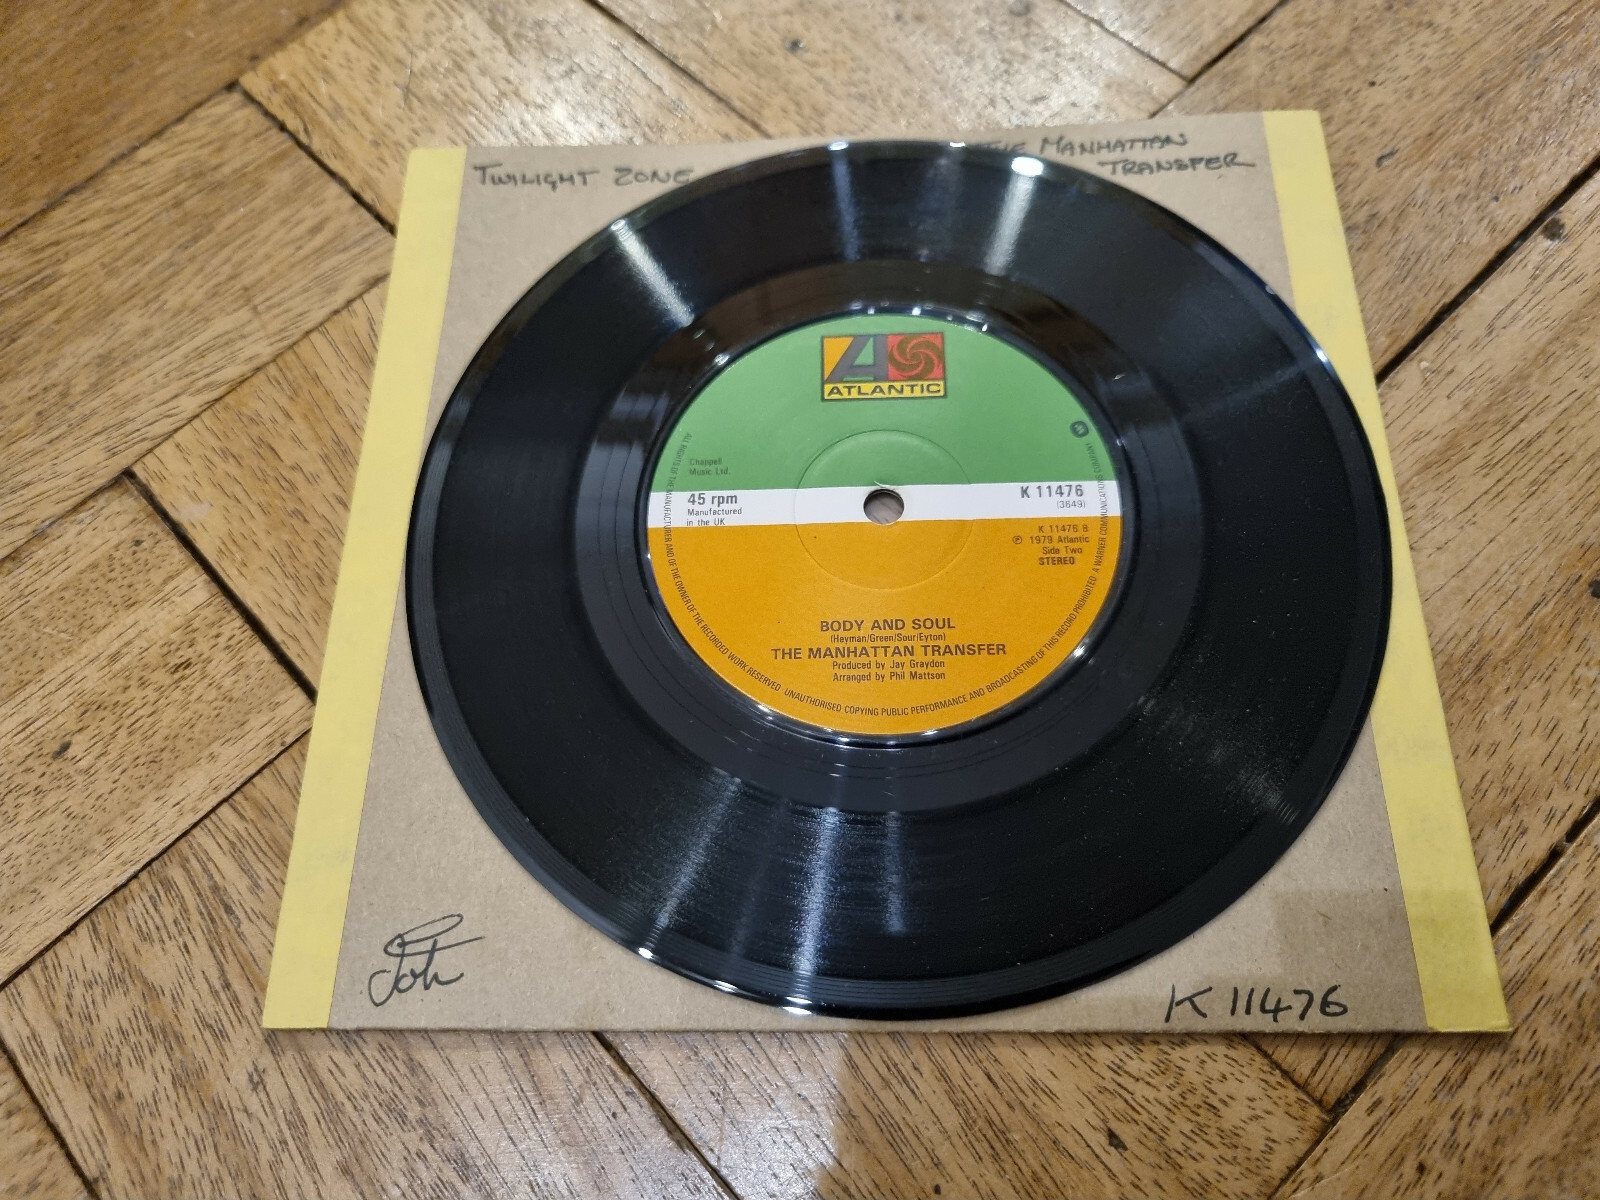 TWILIGHT ZONE
THE MANHATTAN
TRANSFER
ATLANTIC
Chappell
Music Ltd.
45 rpm
Manufactured
in the UK
K 11476
(3649)
K 11476 B
℗ 1979 Atlantic
Side Two
STEREO
BODY AND SOUL
(Heyman/Green/Sour/Eyton)
THE MANHATTAN TRANSFER
Produced by Jay Graydon
Arranged by Phil Mattson
ALL RIGHTS OF THE MANUFACTURER AND OF THE OWNER OF THE RECORDED WORK RESERVED UNAUTHORISED COPYING PUBLIC PERFORMANCE AND BROADCASTING OF THIS RECORD PROHIBITED A WARNER COMMUNICATIONS COMPANY
John
K 11476